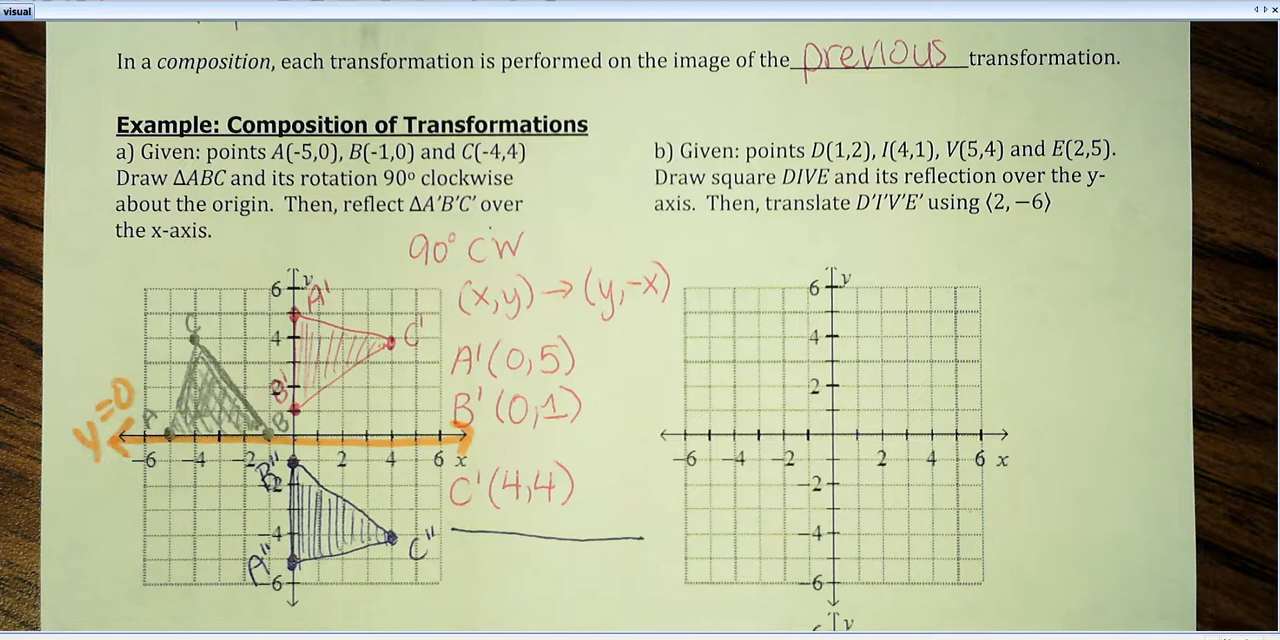 visual
In a composition, each transformation is performed on the image of the previous transformation.
Example: Composition of Transformations
a) Given: points A(-5,0), B(-1,0) and C(-4,4)
Draw ΔABC and its rotation 90º clockwise
about the origin. Then, reflect ΔA'B'C' over
the x-axis.
b) Given: points D(1,2), I(4,1), V(5,4) and E(2,5).
Draw square DIVE and its reflection over the y-
axis. Then, translate D'I'V'E' using ⟨2, −6⟩
90° CW
(x,y) → (y,-x)
A'(0,5)
B'(0,1)
C'(4,4)
y
6
A'
C
4
C'
2
B'
y=0
A
B
−6 −4 −2 2 4 6 x
B''
−2
−4
C''
A''
−6
y
6
4
2
−6 −4 −2 2 4 6 x
−2
−4
−6
y